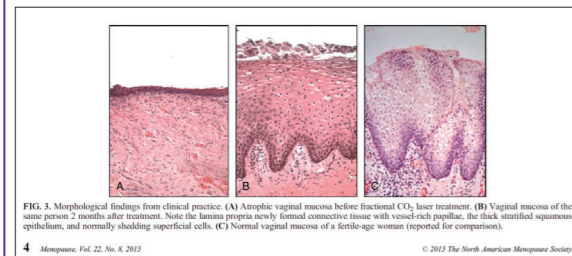 A
B
C
FIG. 3. Morphological findings from clinical practice. (A) Atrophic vaginal mucosa before fractional CO₂ laser treatment. (B) Vaginal mucosa of the
same person 2 months after treatment. Note the lamina propria newly formed connective tissue with vessel-rich papillae, the thick stratified squamous
epithelium, and normally shedding superficial cells. (C) Normal vaginal mucosa of a fertile-age woman (reported for comparison).
4 Menopause, Vol. 22, No. 8, 2015
© 2015 The North American Menopause Society